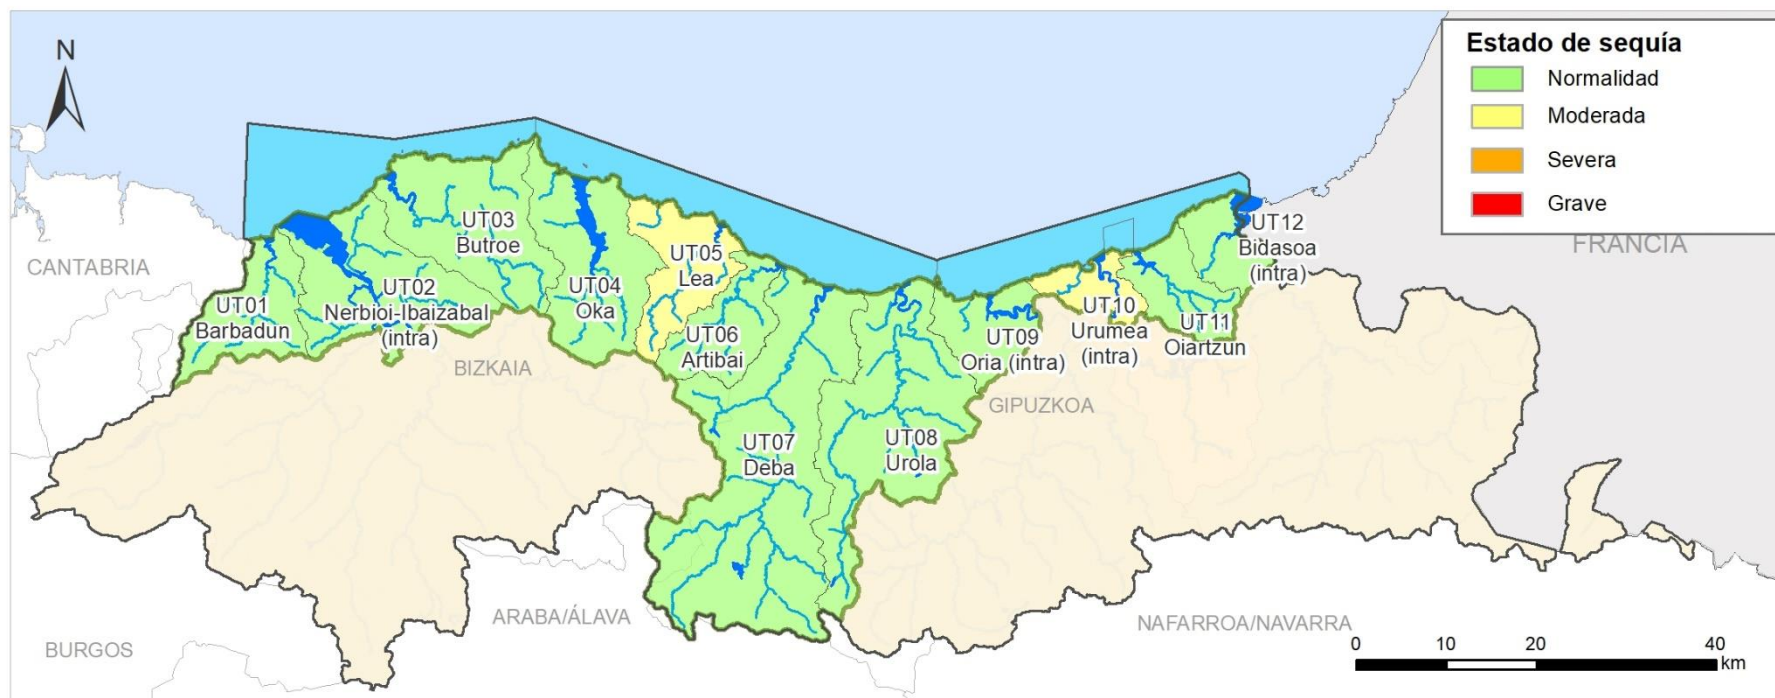 N
Estado de sequía
Normalidad
Moderada
Severa
Grave
UT01
Barbadun
UT02
Nerbioi-Ibaizabal
(intra)
UT03
Butroe
UT04
Oka
UT05
Lea
UT06
Artibai
UT07
Deba
UT08
Urola
UT09
Oria (intra)
UT10
Urumea
(intra)
UT11
Oiartzun
UT12
Bidasoa
(intra)
CANTABRIA
BIZKAIA
GIPUZKOA
FRANCIA
BURGOS
ARABA/ÁLAVA
NAFARROA/NAVARRA
0 10 20 40
km